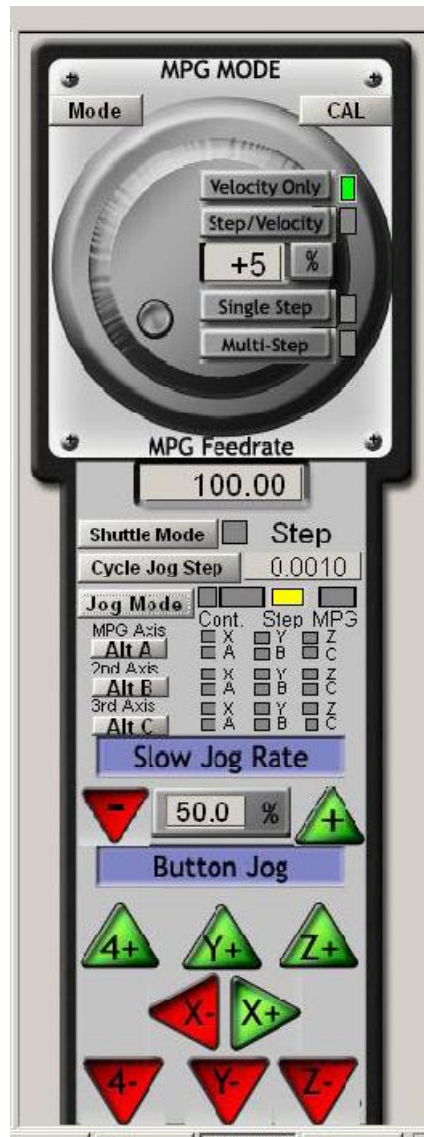 MPG MODE
Mode CAL
Velocity Only
Step/Velocity
+5 %
Single Step
Multi-Step
MPG Feedrate
100.00
Shuttle Mode Step
Cycle Jog Step 0.0010
Jog Mode
Cont. Step MPG
MPG Axis X Y Z
Alt A A B C
2nd Axis X Y Z
Alt B A B C
3rd Axis X Y Z
Alt C A B C
Slow Jog Rate
- 50.0 % +
Button Jog
4+ Y+ Z+
X- X+
4- Y- Z-